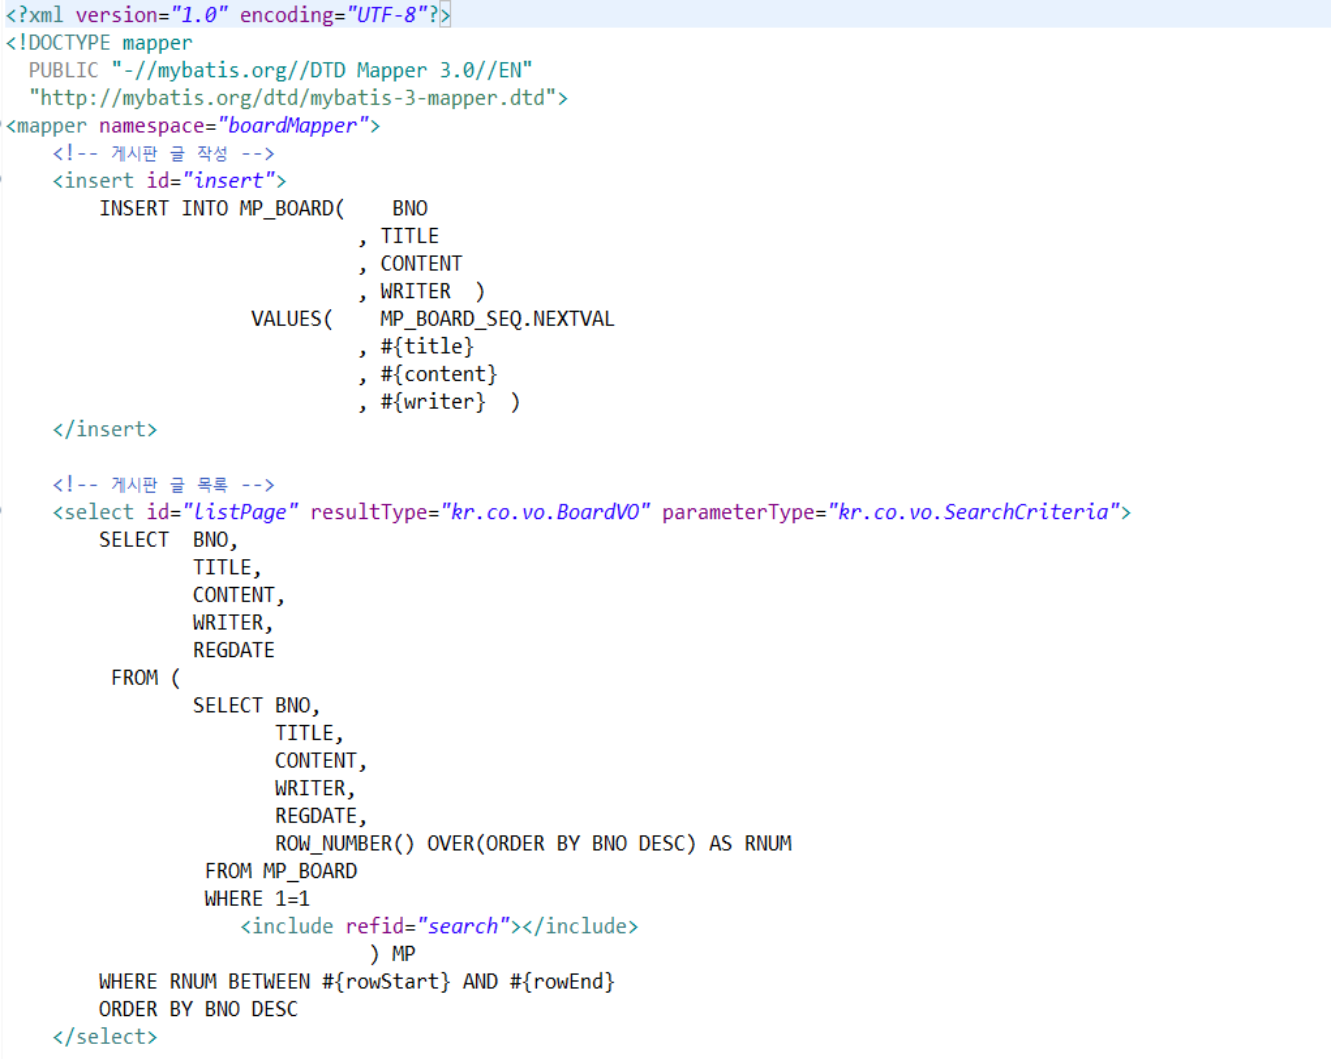 <?xml version="1.0" encoding="UTF-8"?>
<!DOCTYPE mapper
PUBLIC "-//mybatis.org//DTD Mapper 3.0//EN"
"http://mybatis.org/dtd/mybatis-3-mapper.dtd">
<mapper namespace="boardMapper">
<!-- 게시판 글 작성 -->
<insert id="insert">
INSERT INTO MP_BOARD( BNO
, TITLE
, CONTENT
, WRITER )
VALUES( MP_BOARD_SEQ.NEXTVAL
, #{title}
, #{content}
, #{writer} )
</insert>
<!-- 게시판 글 목록 -->
<select id="listPage" resultType="kr.co.vo.BoardVO" parameterType="kr.co.vo.SearchCriteria">
SELECT BNO,
TITLE,
CONTENT,
WRITER,
REGDATE
FROM (
SELECT BNO,
TITLE,
CONTENT,
WRITER,
REGDATE,
ROW_NUMBER() OVER(ORDER BY BNO DESC) AS RNUM
FROM MP_BOARD
WHERE 1=1
<include refid="search"></include>
) MP
WHERE RNUM BETWEEN #{rowStart} AND #{rowEnd}
ORDER BY BNO DESC
</select>